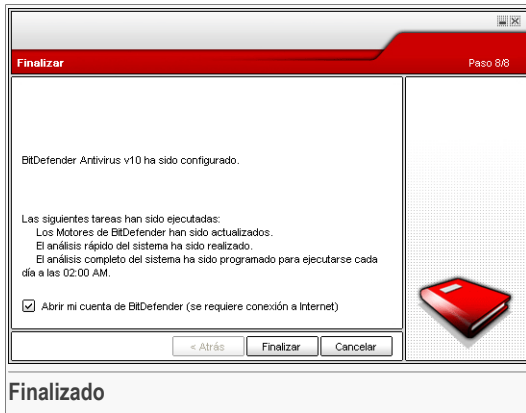 Finalizar
Paso 8/8
BitDefender Antivirus v10 ha sido configurado.
Las siguientes tareas han sido ejecutadas:
Los Motores de BitDefender han sido actualizados.
El análisis rápido del sistema ha sido realizado.
El análisis completo del sistema ha sido programado para ejecutarse cada
día a las 02:00 AM.
Abrir mi cuenta de BitDefender (se requiere conexión a Internet)
< Atrás
Finalizar
Cancelar
Finalizado